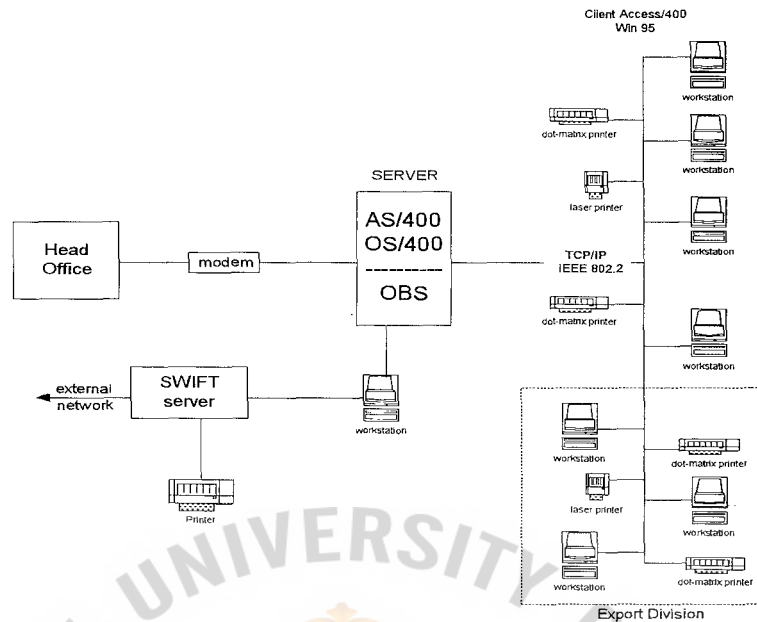 Client Access/400
Win 95
workstation
dot-matrix printer
workstation
SERVER
laser printer
workstation
AS/400
OS/400
OBS
Head
Office
modem
TCP/IP
IEEE 802.2
dot-matrix printer
workstation
external
network
SWIFT
server
workstation
Printer
workstation
dot-matrix printer
laser printer
workstation
workstation
dot-matrix printer
Export Division
UNIVERSITY